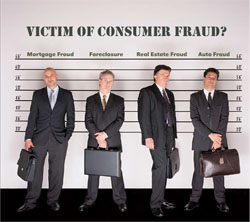 VICTIM OF CONSUMER FRAUD?
Mortgage Fraud Foreclosure Real Estate Fraud Auto Fraud